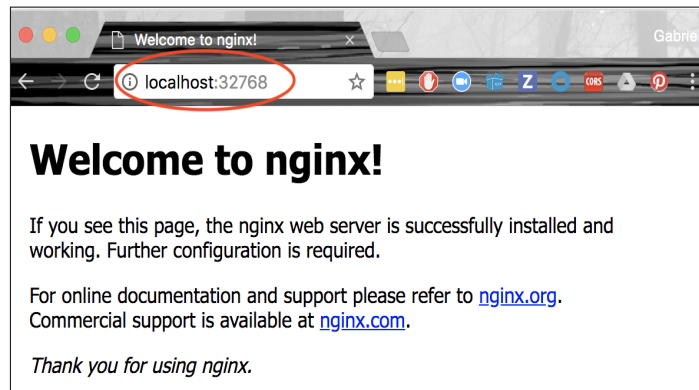 Welcome to nginx!
Gabrie
localhost:32768
Z
CORS
Welcome to nginx!
If you see this page, the nginx web server is successfully installed and
working. Further configuration is required.
For online documentation and support please refer to nginx.org.
Commercial support is available at nginx.com.
Thank you for using nginx.